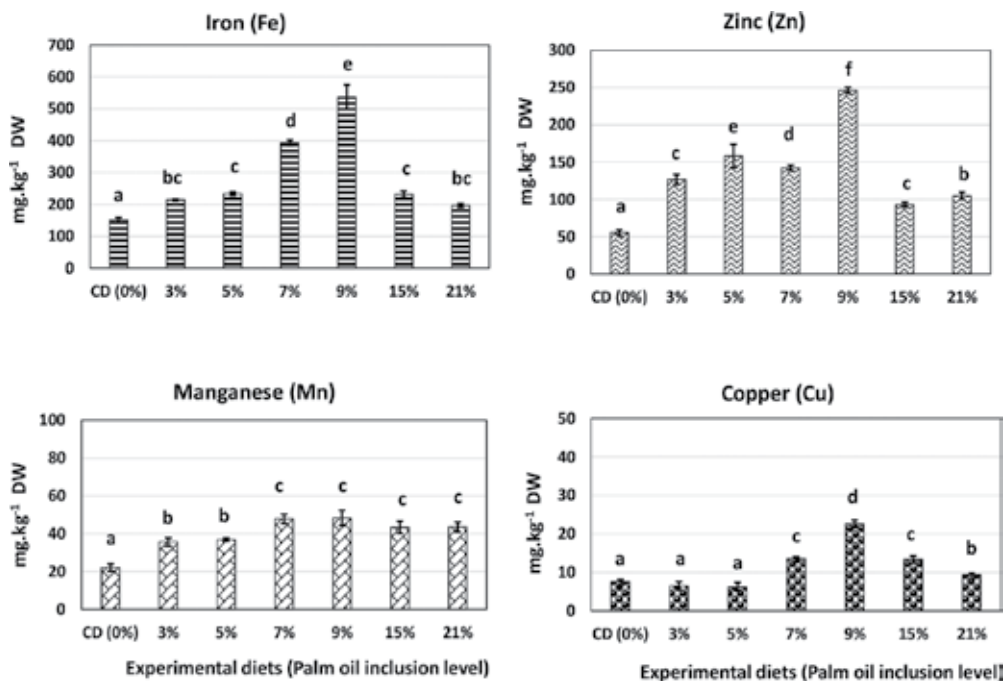 Iron (Fe)
700
600
500
400
300
200
100
0
mg.kg⁻¹ DW
a
bc
c
d
e
c
bc
CD (0%) 3% 5% 7% 9% 15% 21%
Zinc (Zn)
300
250
200
150
100
50
0
mg.kg⁻¹ DW
a
c
e
d
f
c
b
CD (0%) 3% 5% 7% 9% 15% 21%
Manganese (Mn)
100
80
60
40
20
0
mg.kg⁻¹ DW
a
b
b
c
c
c
c
CD (0%) 3% 5% 7% 9% 15% 21%
Experimental diets (Palm oil inclusion level)
Copper (Cu)
50
40
30
20
10
0
mg.kg⁻¹ DW
a
a
a
c
d
c
b
CD (0%) 3% 5% 7% 9% 15% 21%
Experimental diets (Palm oil inclusion level)